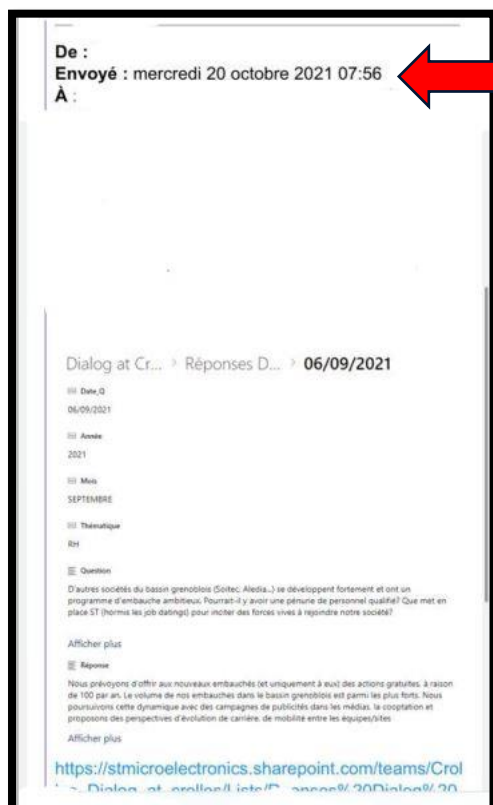 De :
Envoyé : mercredi 20 octobre 2021 07:56
À :
Dialog at Cr... > Réponses D... > 06/09/2021
Date_Q
06/09/2021
Année
2021
Mois
SEPTEMBRE
Thématique
RH
Question
D'autres sociétés du bassin grenoblois (Soitec, Aledia...) se développent fortement et ont un
programme d'embauche ambitieux. Pourrait-il y avoir une pénurie de personnel qualifié? Que met en
place ST (hormis les job datings) pour inciter des forces vives à rejoindre notre société?
Afficher plus
Réponse
Nous prévoyons d'offrir aux nouveaux embauchés (et uniquement à eux) des actions gratuites, à raison
de 100 par an. Le volume de nos embauches dans le bassin grenoblois est parmi les plus forts. Nous
poursuivons cette dynamique avec des campagnes de publicités dans les médias, la cooptation et
proposons des perspectives d'évolution de carrière, de mobilité entre les équipes/sites
Afficher plus
https://stmicroelectronics.sharepoint.com/teams/Crol